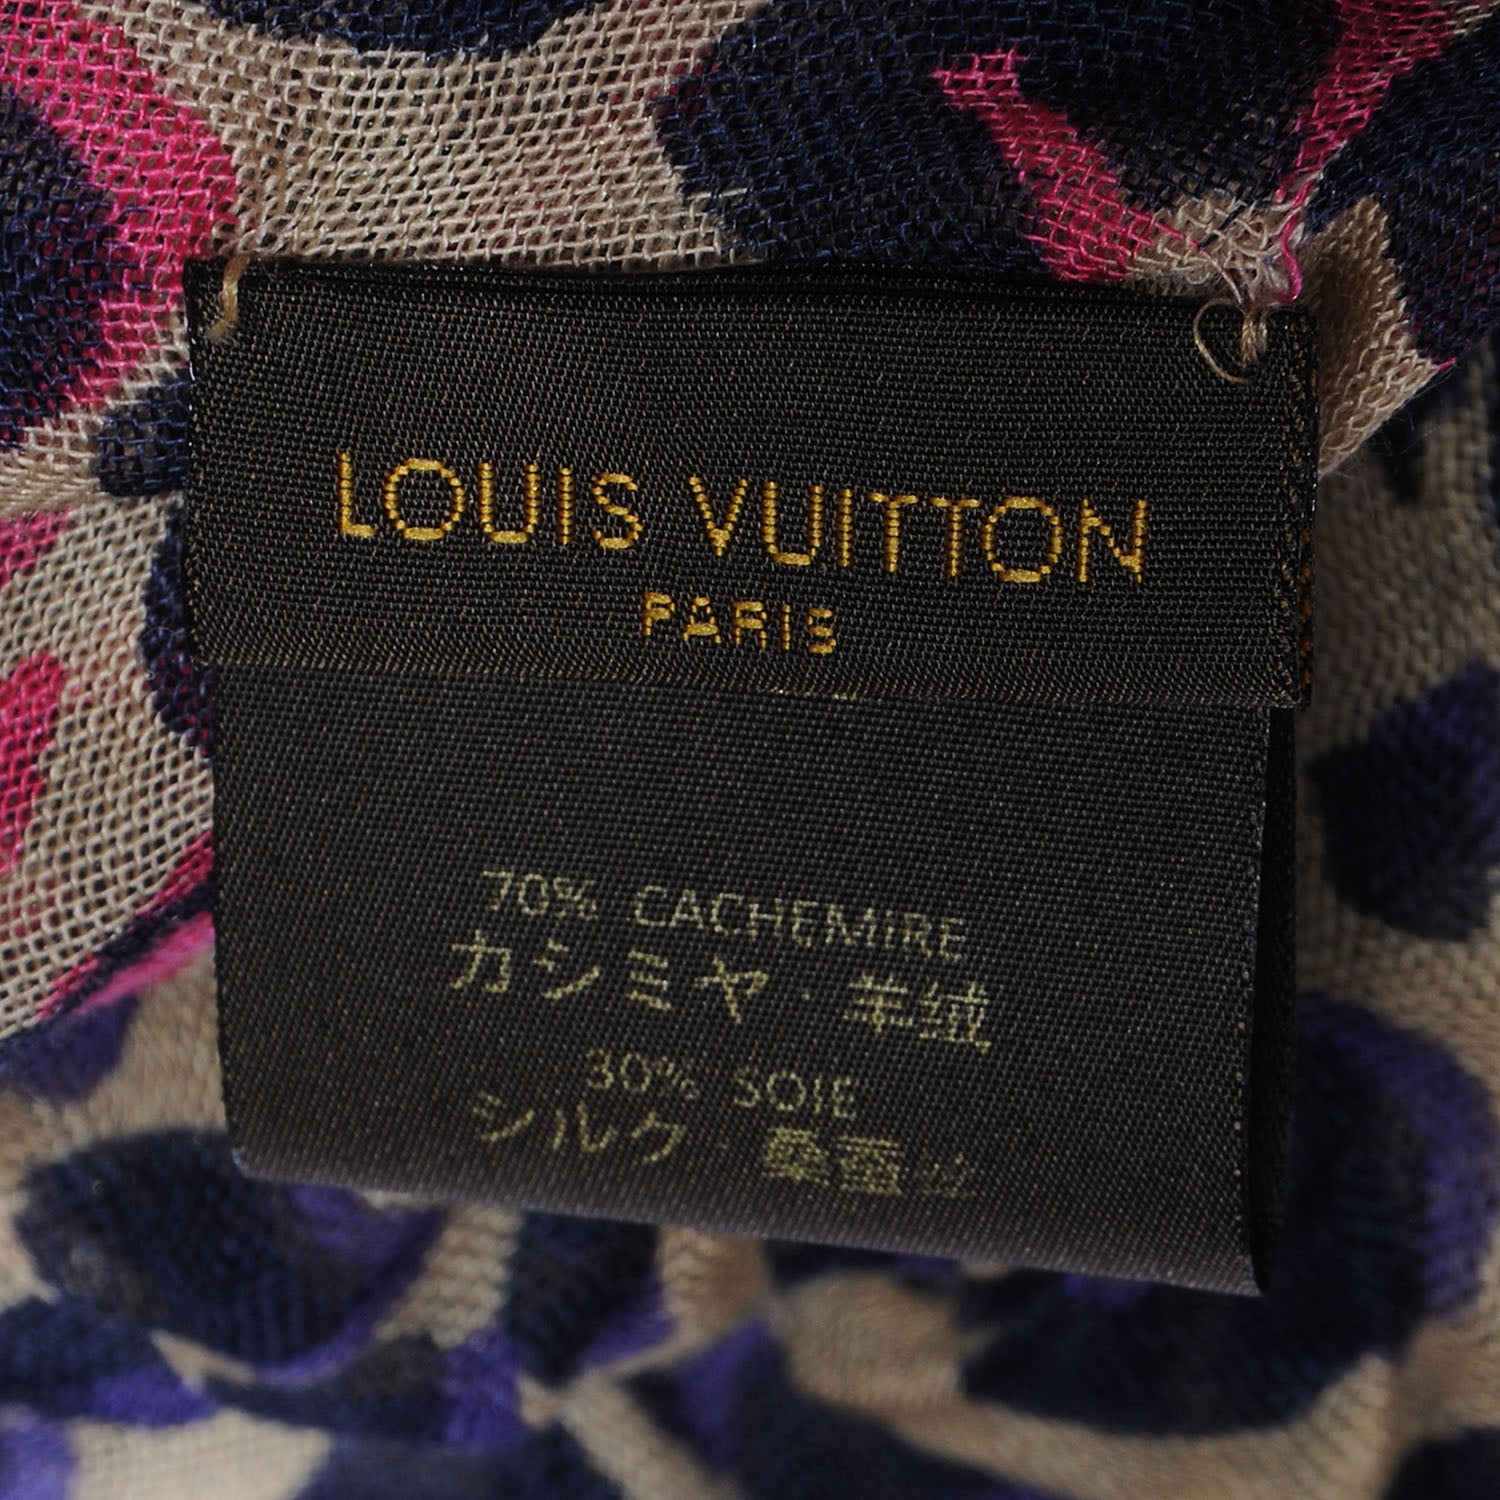 LOUIS VUITTON
PARIS
70% CACHEMIRE
カシミヤ・羊绒
30% SOIE
シルク・桑蚕丝